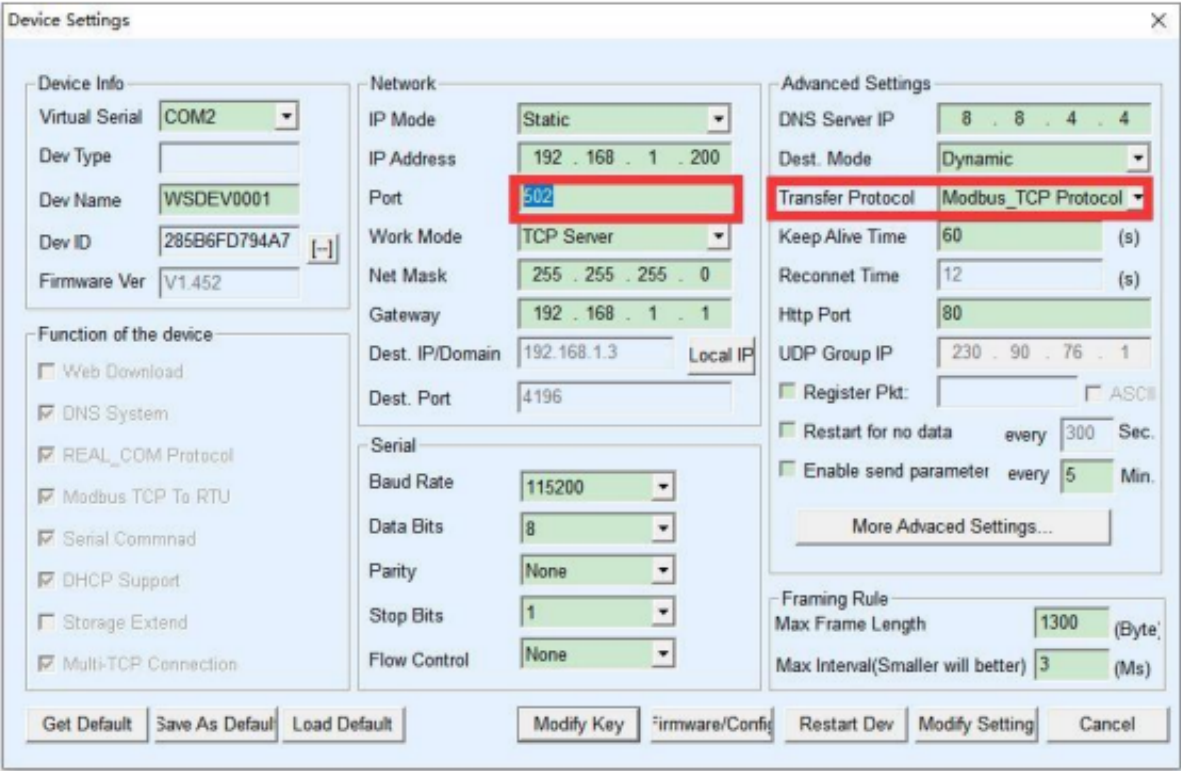 Device Settings
Device Info
Virtual Serial COM2
Dev Type
Dev Name WSDEV0001
Dev ID 285B6FD794A7 [--]
Firmware Ver V1.452
Function of the device
Web Download
DNS System
REAL_COM Protocol
Modbus TCP To RTU
Serial Commnad
DHCP Support
Storage Extend
Multi-TCP Connection
Network
IP Mode Static
IP Address 192 . 168 . 1 . 200
Port 502
Work Mode TCP Server
Net Mask 255 . 255 . 255 . 0
Gateway 192 . 168 . 1 . 1
Dest. IP/Domain 192.168.1.3 Local IP
Dest. Port 4196
Serial
Baud Rate 115200
Data Bits 8
Parity None
Stop Bits 1
Flow Control None
Advanced Settings
DNS Server IP 8 . 8 . 4 . 4
Dest. Mode Dynamic
Transfer Protocol Modbus_TCP Protocol
Keep Alive Time 60 (s)
Reconnet Time 12 (s)
Http Port 80
UDP Group IP 230 . 90 . 76 . 1
Register Pkt: ASCII
Restart for no data every 300 Sec.
Enable send parameter every 5 Min.
More Advaced Settings...
Framing Rule
Max Frame Length 1300 (Byte)
Max Interval(Smaller will better) 3 (Ms)
Get Default Save As Default Load Default Modify Key Firmware/Config Restart Dev Modify Setting Cancel